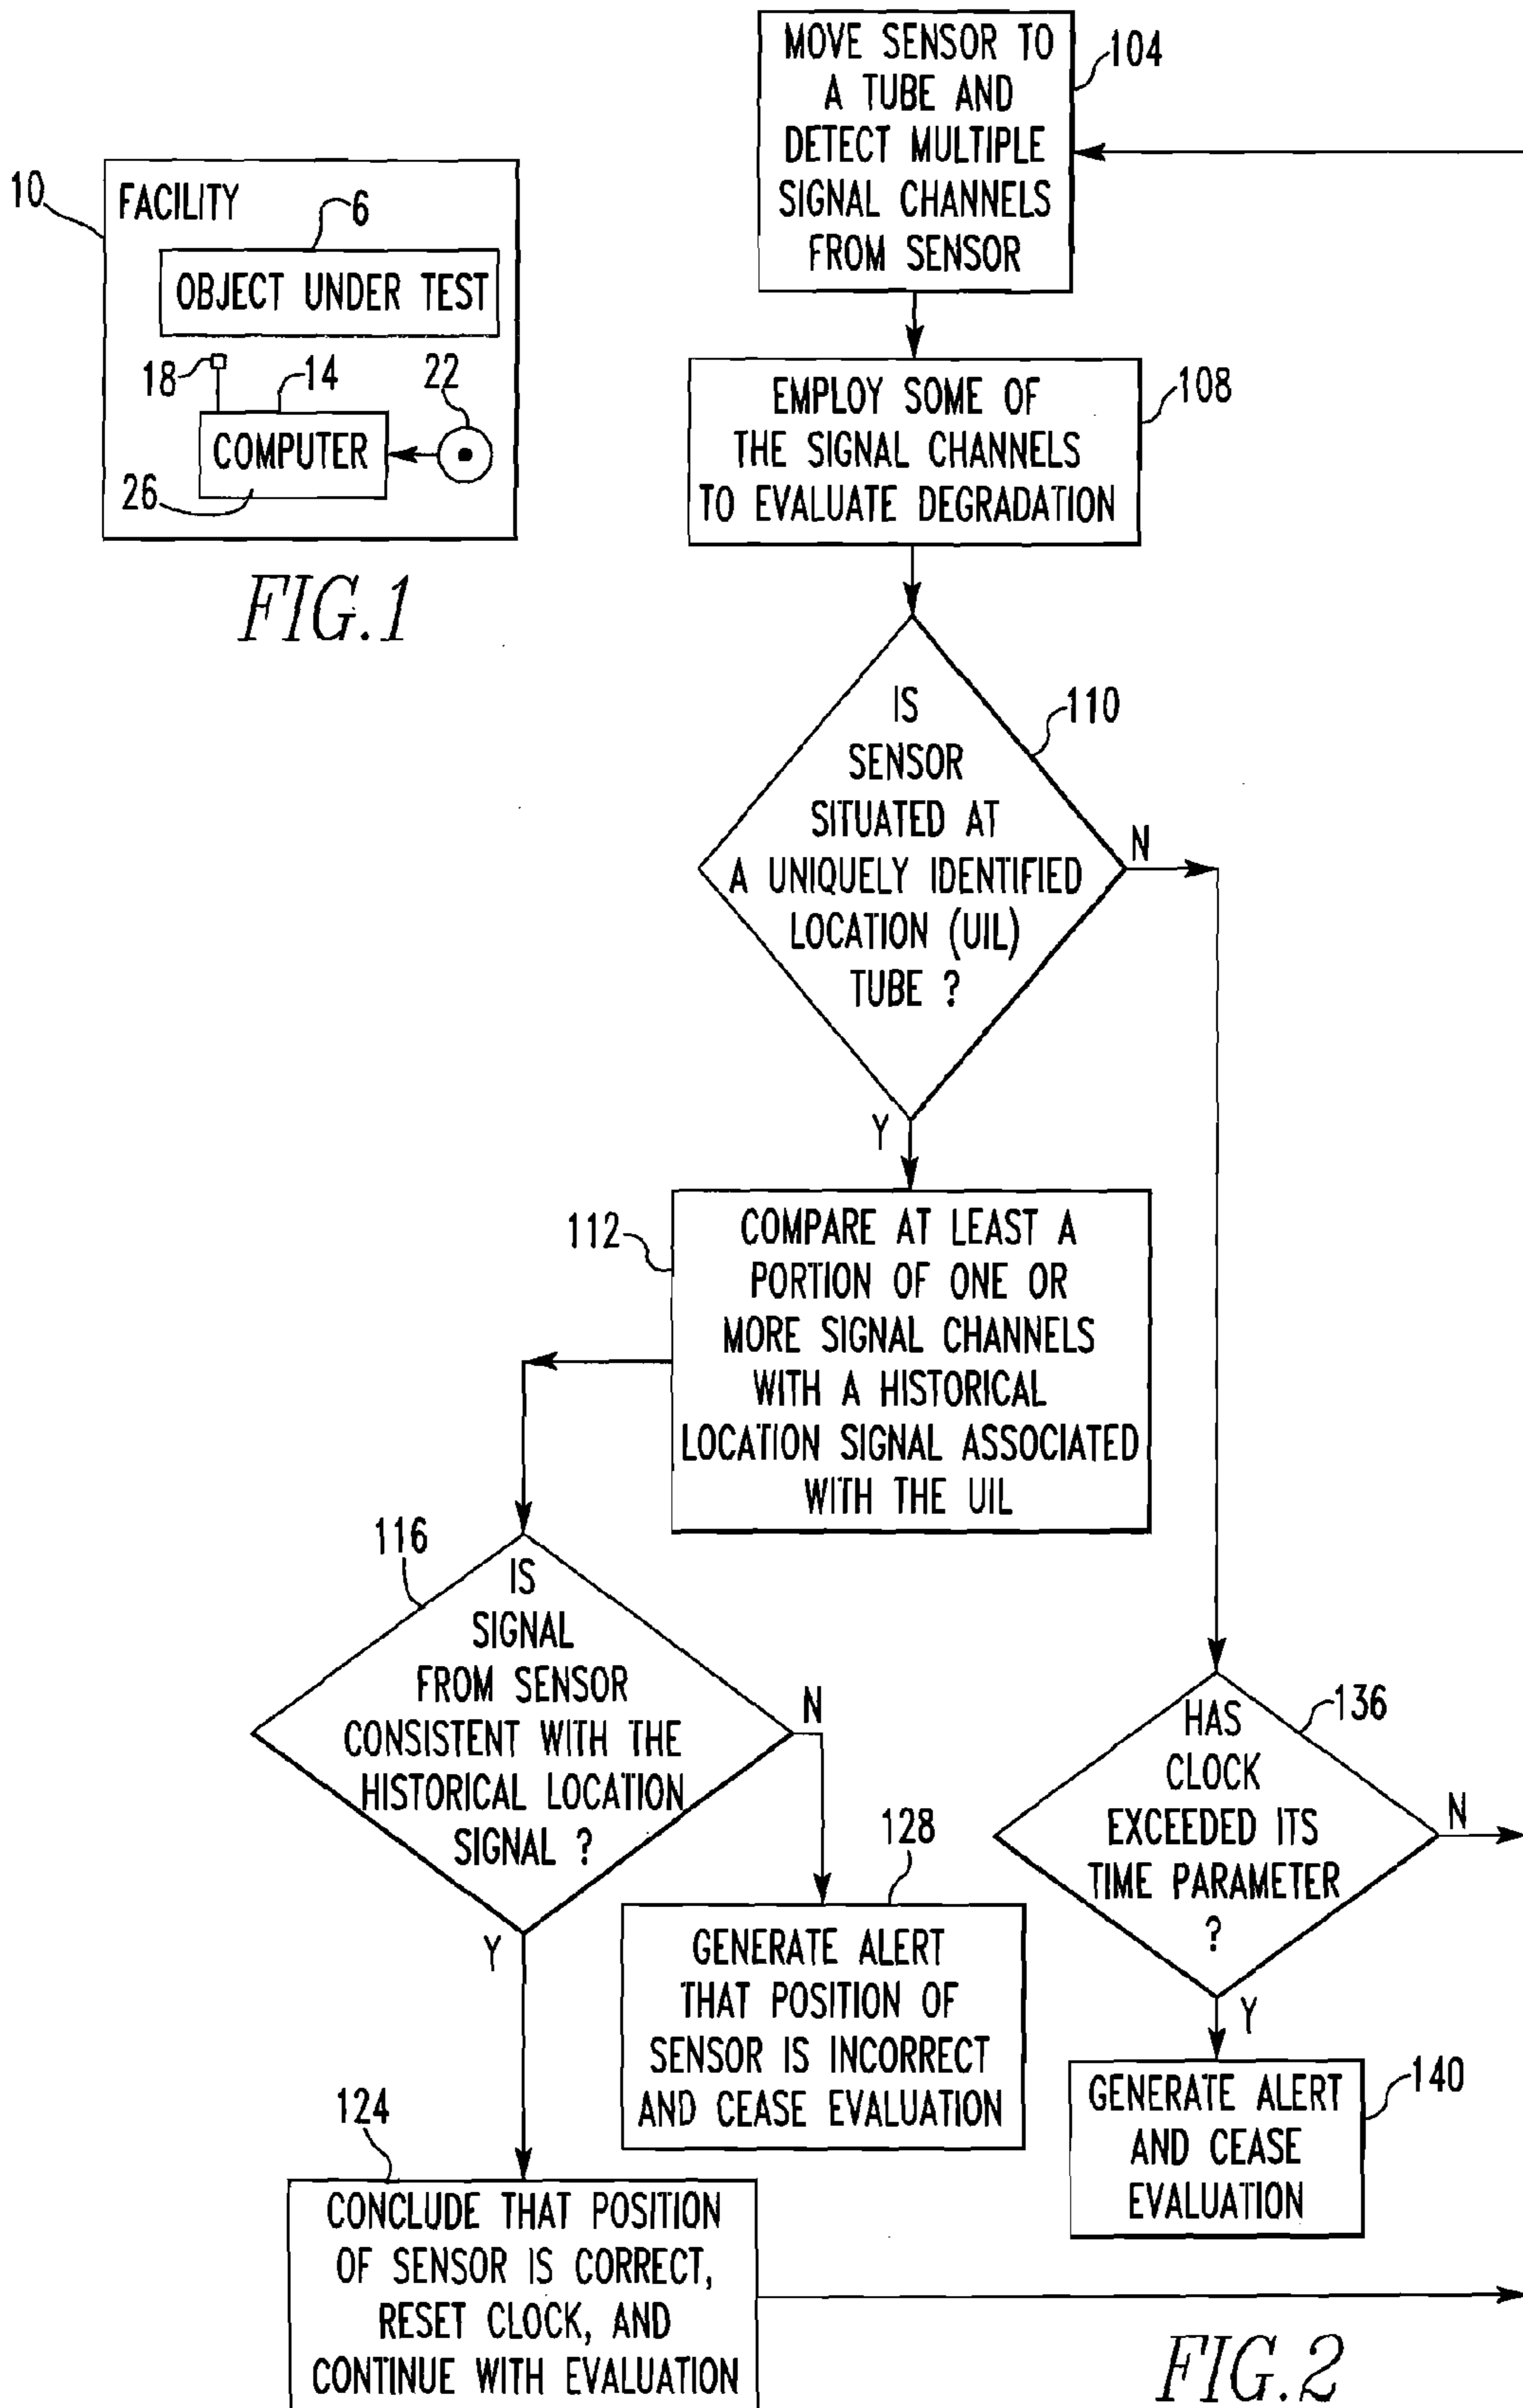 10
FACILITY
6
OBJECT UNDER TEST
18
14
22
COMPUTER
26
FIG.1
MOVE SENSOR TO
A TUBE AND
DETECT MULTIPLE
SIGNAL CHANNELS
FROM SENSOR
104
EMPLOY SOME OF
THE SIGNAL CHANNELS
TO EVALUATE DEGRADATION
108
IS
SENSOR
SITUATED AT
A UNIQUELY IDENTIFIED
LOCATION (UIL)
TUBE ?
110
N
Y
112
COMPARE AT LEAST A
PORTION OF ONE OR
MORE SIGNAL CHANNELS
WITH A HISTORICAL
LOCATION SIGNAL ASSOCIATED
WITH THE UIL
116
IS
SIGNAL
FROM SENSOR
CONSISTENT WITH THE
HISTORICAL LOCATION
SIGNAL ?
N
Y
136
HAS
CLOCK
EXCEEDED ITS
TIME PARAMETER
?
N
Y
128
GENERATE ALERT
THAT POSITION OF
SENSOR IS INCORRECT
AND CEASE EVALUATION
140
GENERATE ALERT
AND CEASE
EVALUATION
124
CONCLUDE THAT POSITION
OF SENSOR IS CORRECT,
RESET CLOCK, AND
CONTINUE WITH EVALUATION
FIG.2